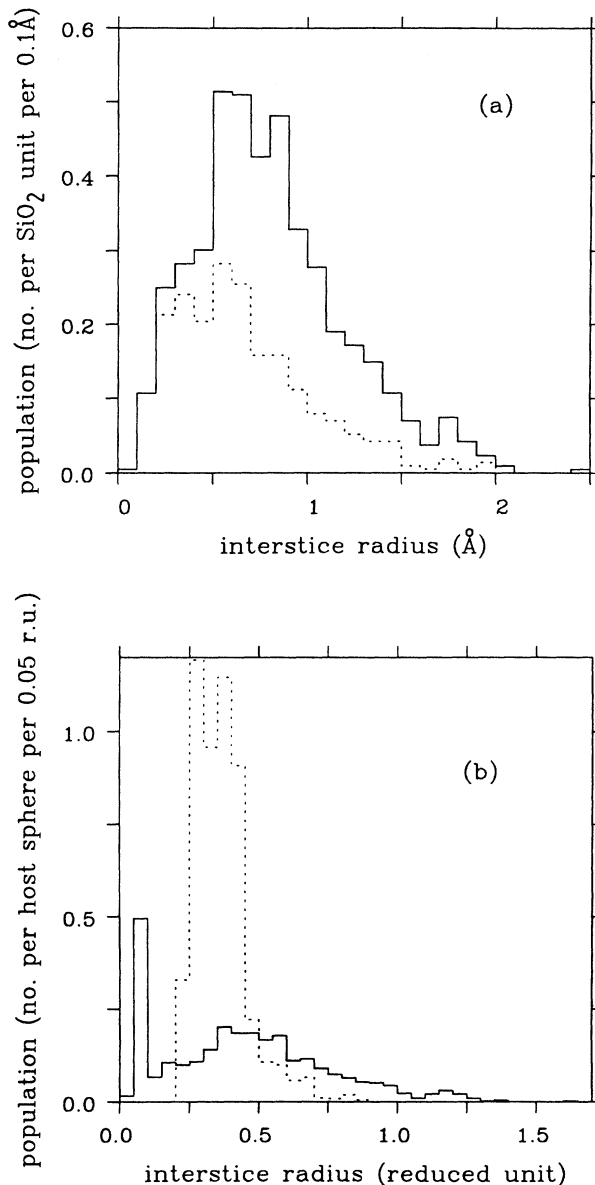 population (no. per SiO₂ unit per 0.1Å)
0.6
0.4
0.2
0.0
(a)
0
1
2
interstice radius (Å)
population (no. per host sphere per 0.05 r.u.)
1.0
0.5
0.0
(b)
0.0
0.5
1.0
1.5
interstice radius (reduced unit)